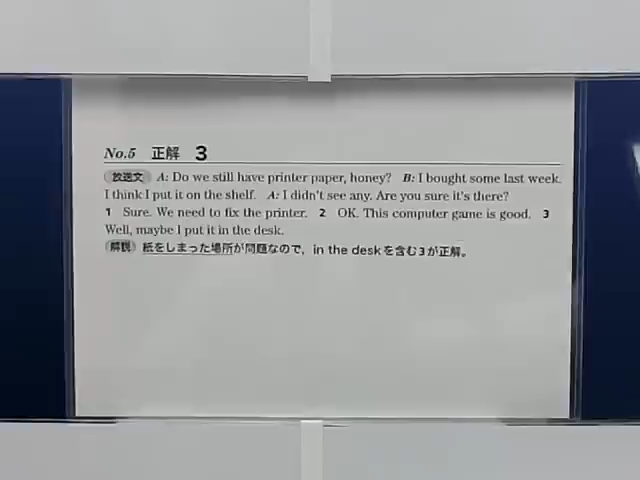 No.5 正解 3
放送文 A: Do we still have printer paper, honey? B: I bought some last week.
I think I put it on the shelf. A: I didn't see any. Are you sure it's there?
1 Sure. We need to fix the printer. 2 OK. This computer game is good. 3
Well, maybe I put it in the desk.
解説 紙をしまった場所が問題なので, in the desk を含む3が正解。